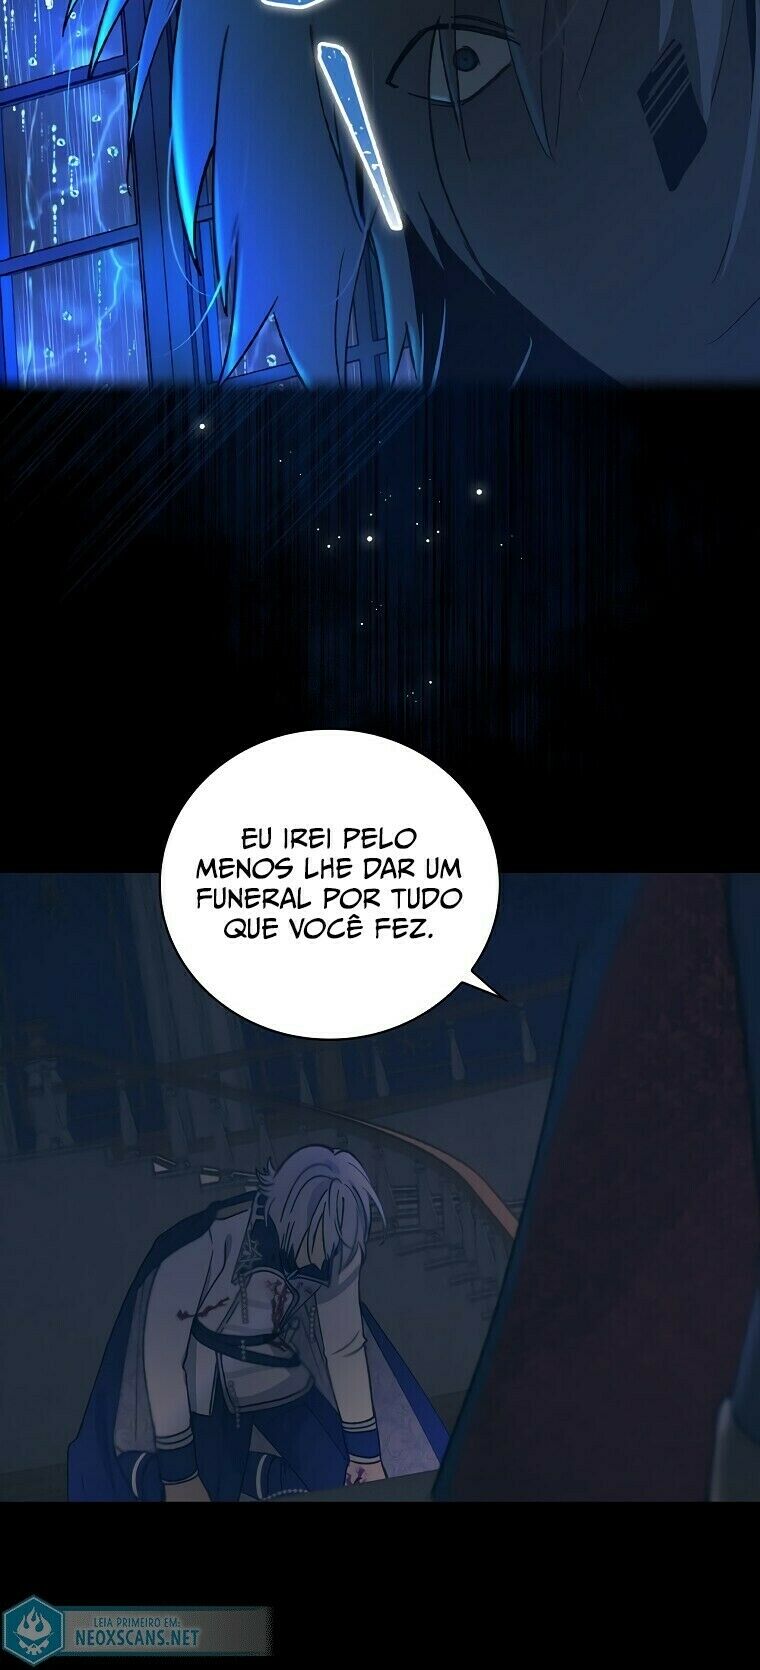 EU IREI PELO
MENOS LHE DAR UM
FUNERAL POR TUDO
QUE VOCÊ FEZ.
LEIA PRIMEIRO EM:
NEOXSCANS.NET